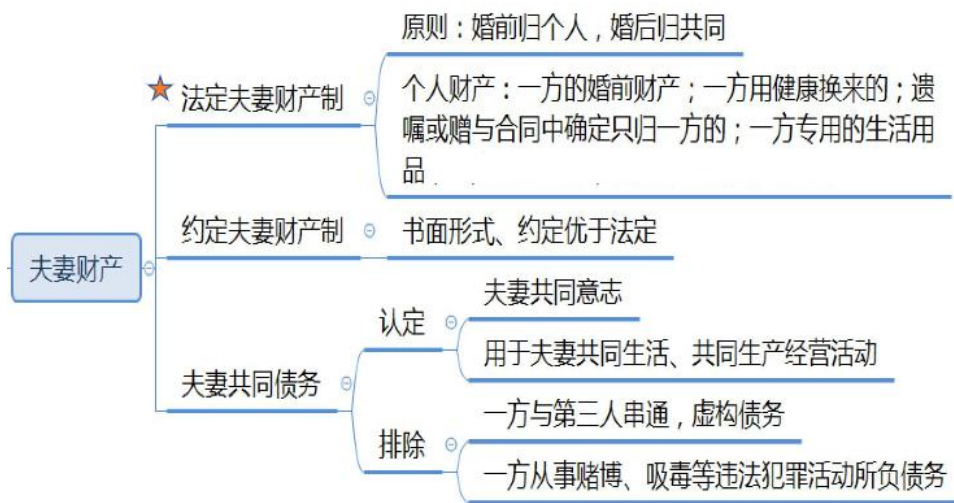 夫妻财产
法定夫妻财产制
原则：婚前归个人，婚后归共同
个人财产：一方的婚前财产；一方用健康换来的；遗
嘱或赠与合同中确定只归一方的；一方专用的生活用
品
约定夫妻财产制
书面形式、约定优于法定
夫妻共同债务
认定
夫妻共同意志
用于夫妻共同生活、共同生产经营活动
排除
一方与第三人串通，虚构债务
一方从事赌博、吸毒等违法犯罪活动所负债务